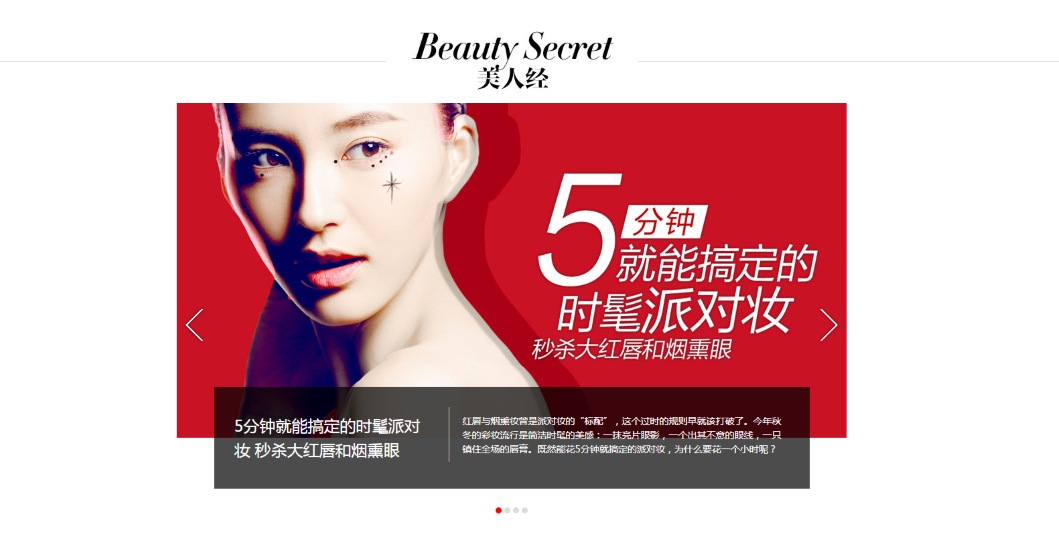 Beauty Secret
美人经
5分钟
就能搞定的
时髦派对妆
秒杀大红唇和烟熏眼
5分钟就能搞定的时髦派对
妆 秒杀大红唇和烟熏眼
红唇与烟熏妆曾是派对妆的“标配”，这个过时的规则早就该打破了。今年秋
冬的彩妆流行是简洁时髦的美感：一抹亮片眼影，一个出其不意的眼线，一只
镇住全场的唇膏。既然能花5分钟就搞定的派对妆，为什么要花一个小时呢？